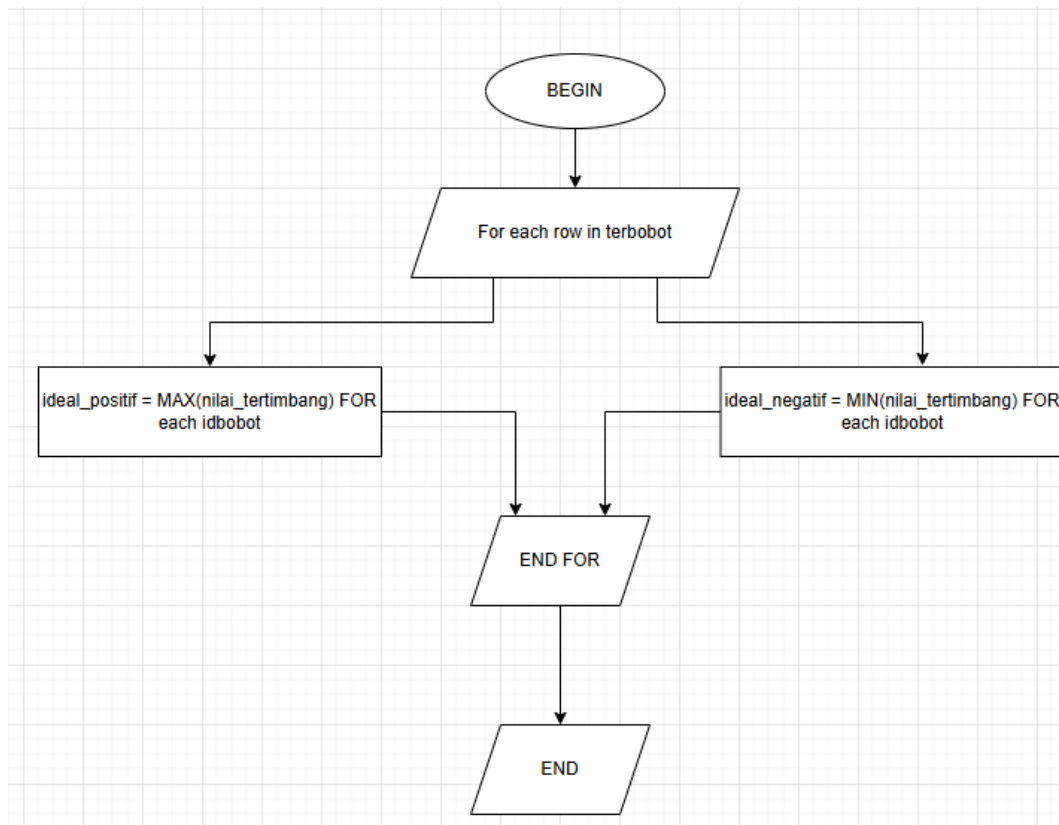 BEGIN
For each row in terbobot
ideal_positif = MAX(nilai_tertimbang) FOR
each idbobot
ideal_negatif = MIN(nilai_tertimbang) FOR
each idbobot
END FOR
END